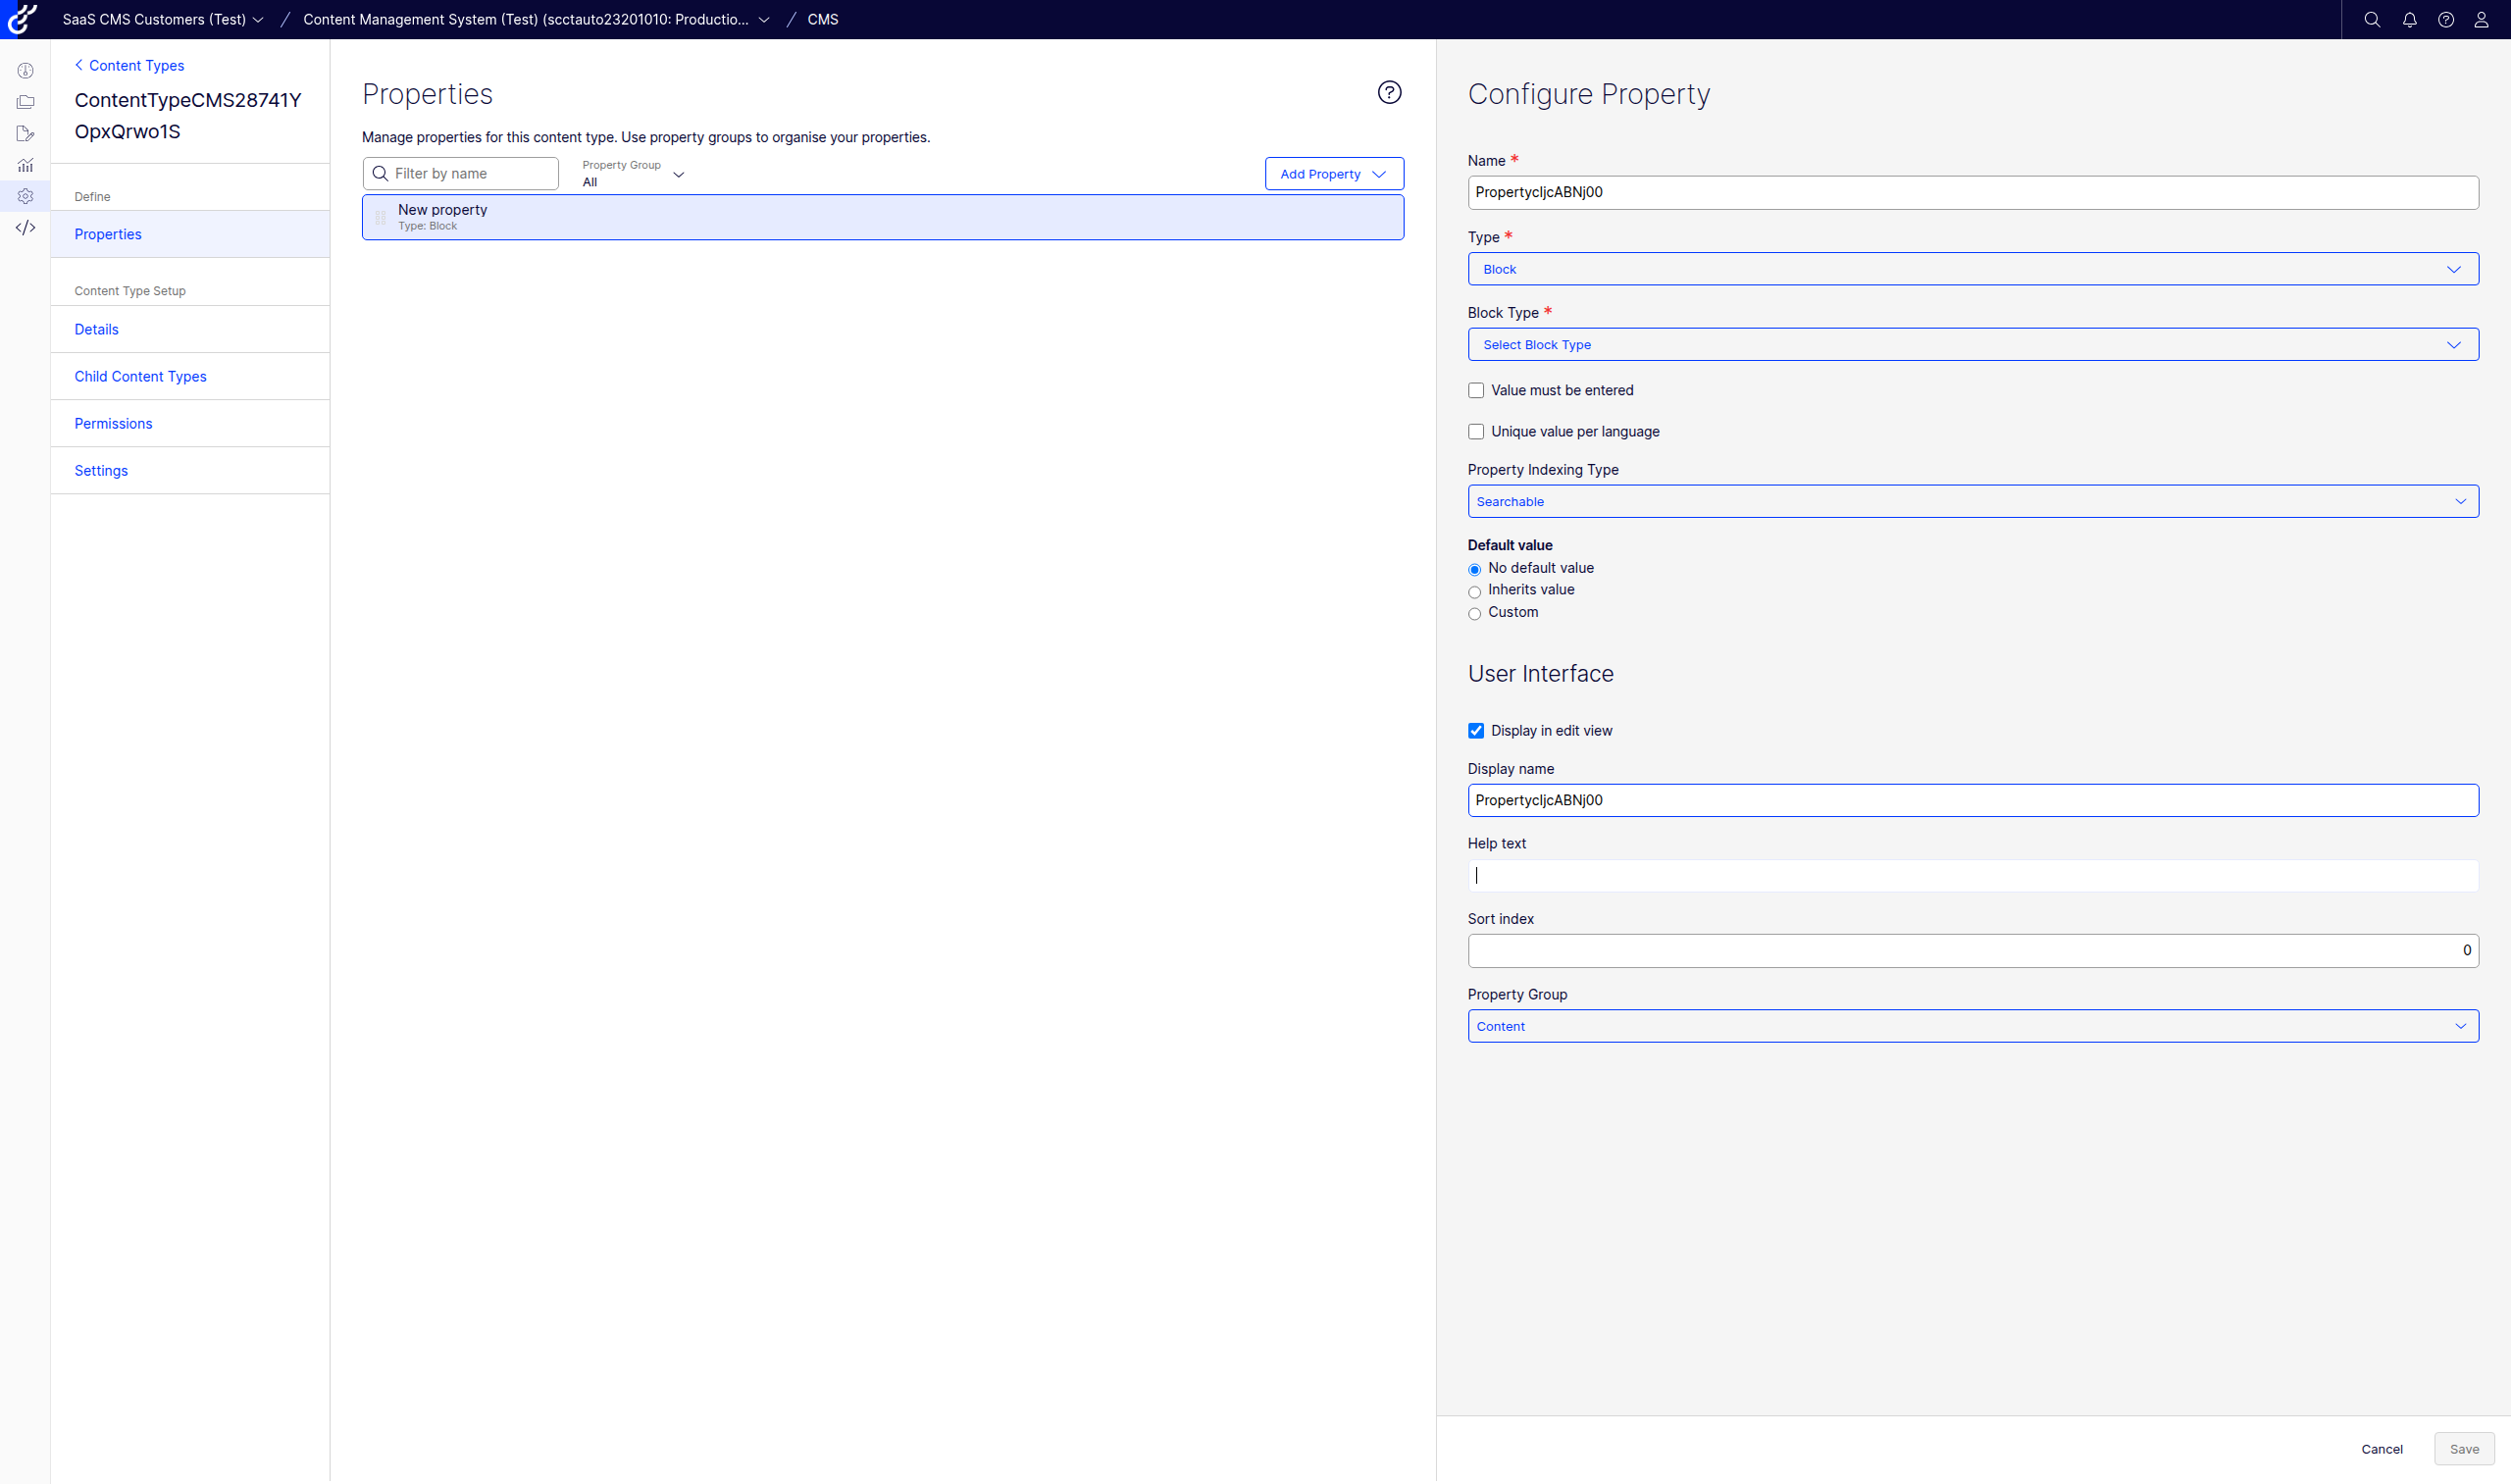 SaaS CMS Customers (Test) / Content Management System (Test) (scctauto23201010: Productio... / CMS
Content Types
ContentTypeCMS28741Y
OpxQrwo1S
Define
Properties
Content Type Setup
Details
Child Content Types
Permissions
Settings
Properties
Manage properties for this content type. Use property groups to organise your properties.
Filter by name
Property Group
All
Add Property
New property
Type: Block
Configure Property
Name *
PropertycljcABNj00
Type *
Block
Block Type *
Select Block Type
Value must be entered
Unique value per language
Property Indexing Type
Searchable
Default value
No default value
Inherits value
Custom
User Interface
Display in edit view
Display name
PropertycljcABNj00
Help text
Sort index
0
Property Group
Content
Cancel
Save